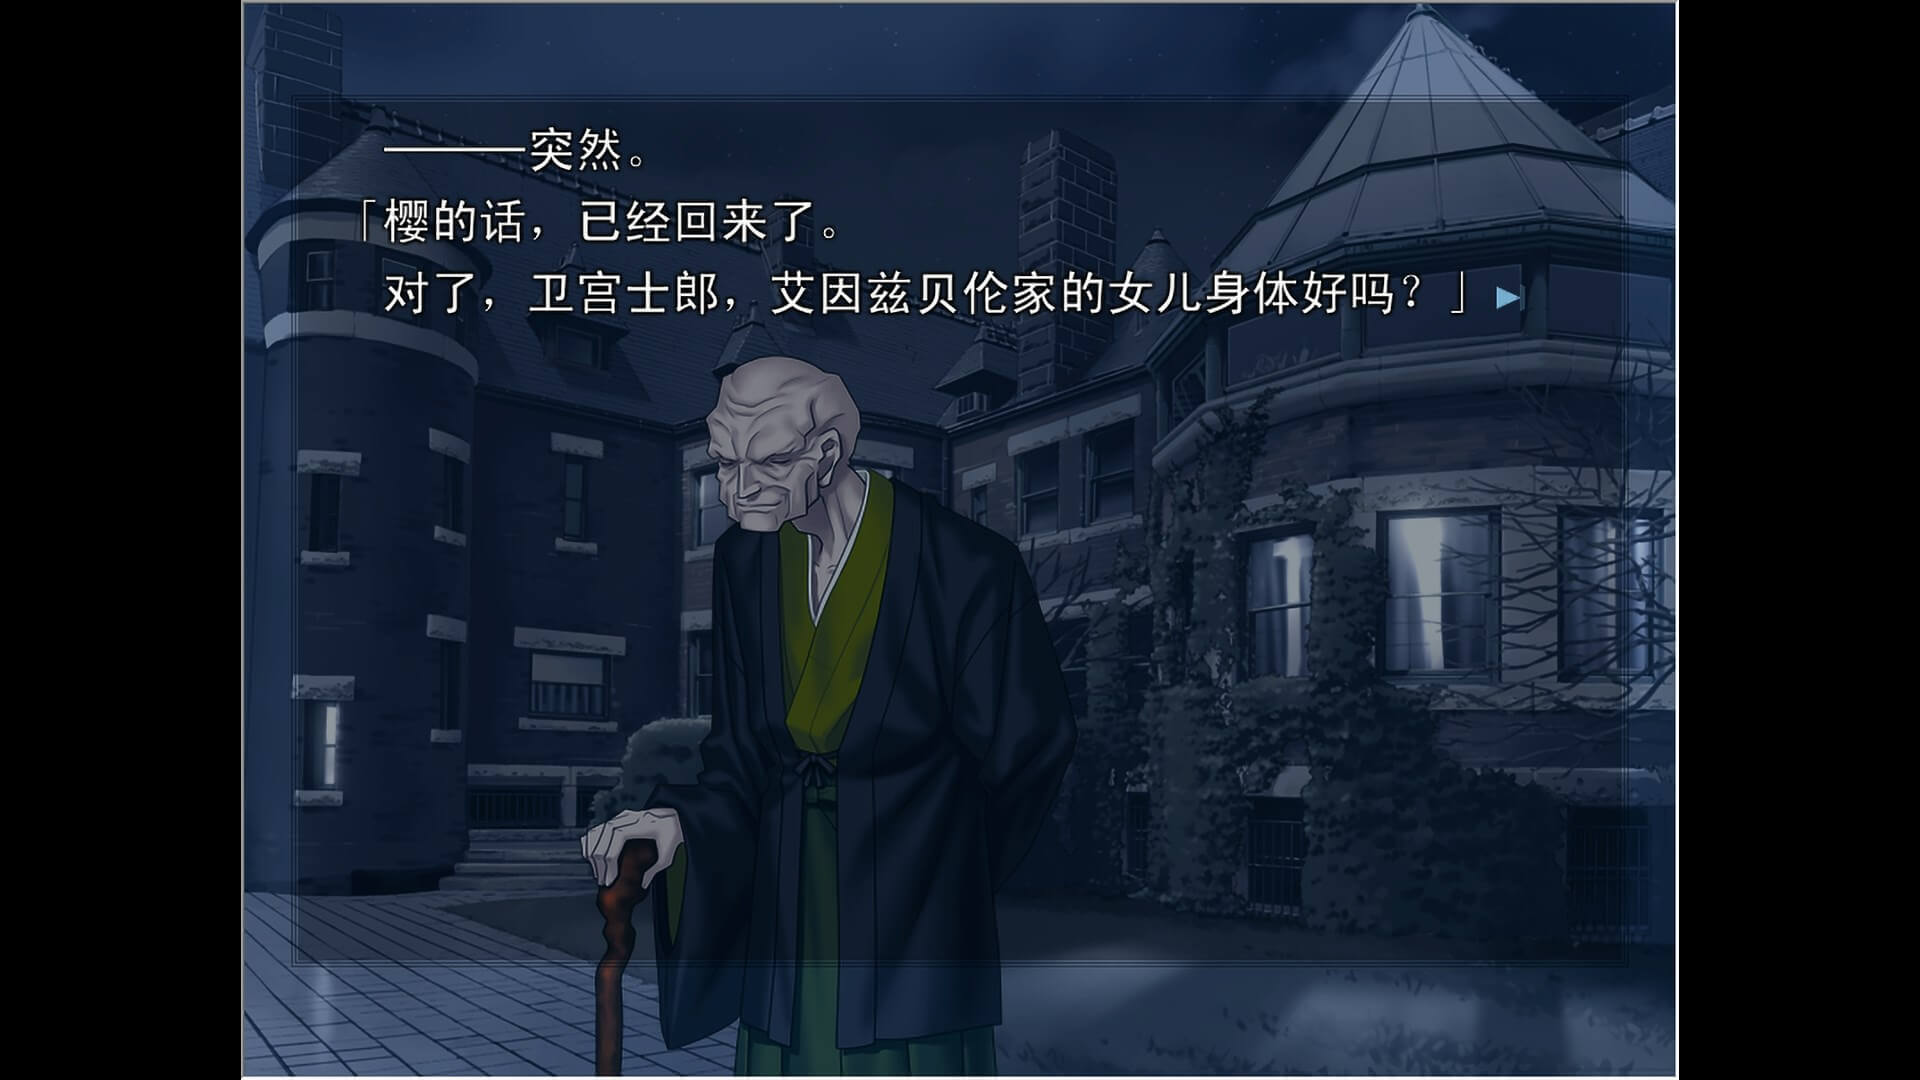 ———突然。
「樱的话，已经回来了。
对了，卫宫士郎，艾因兹贝伦家的女儿身体好吗？」